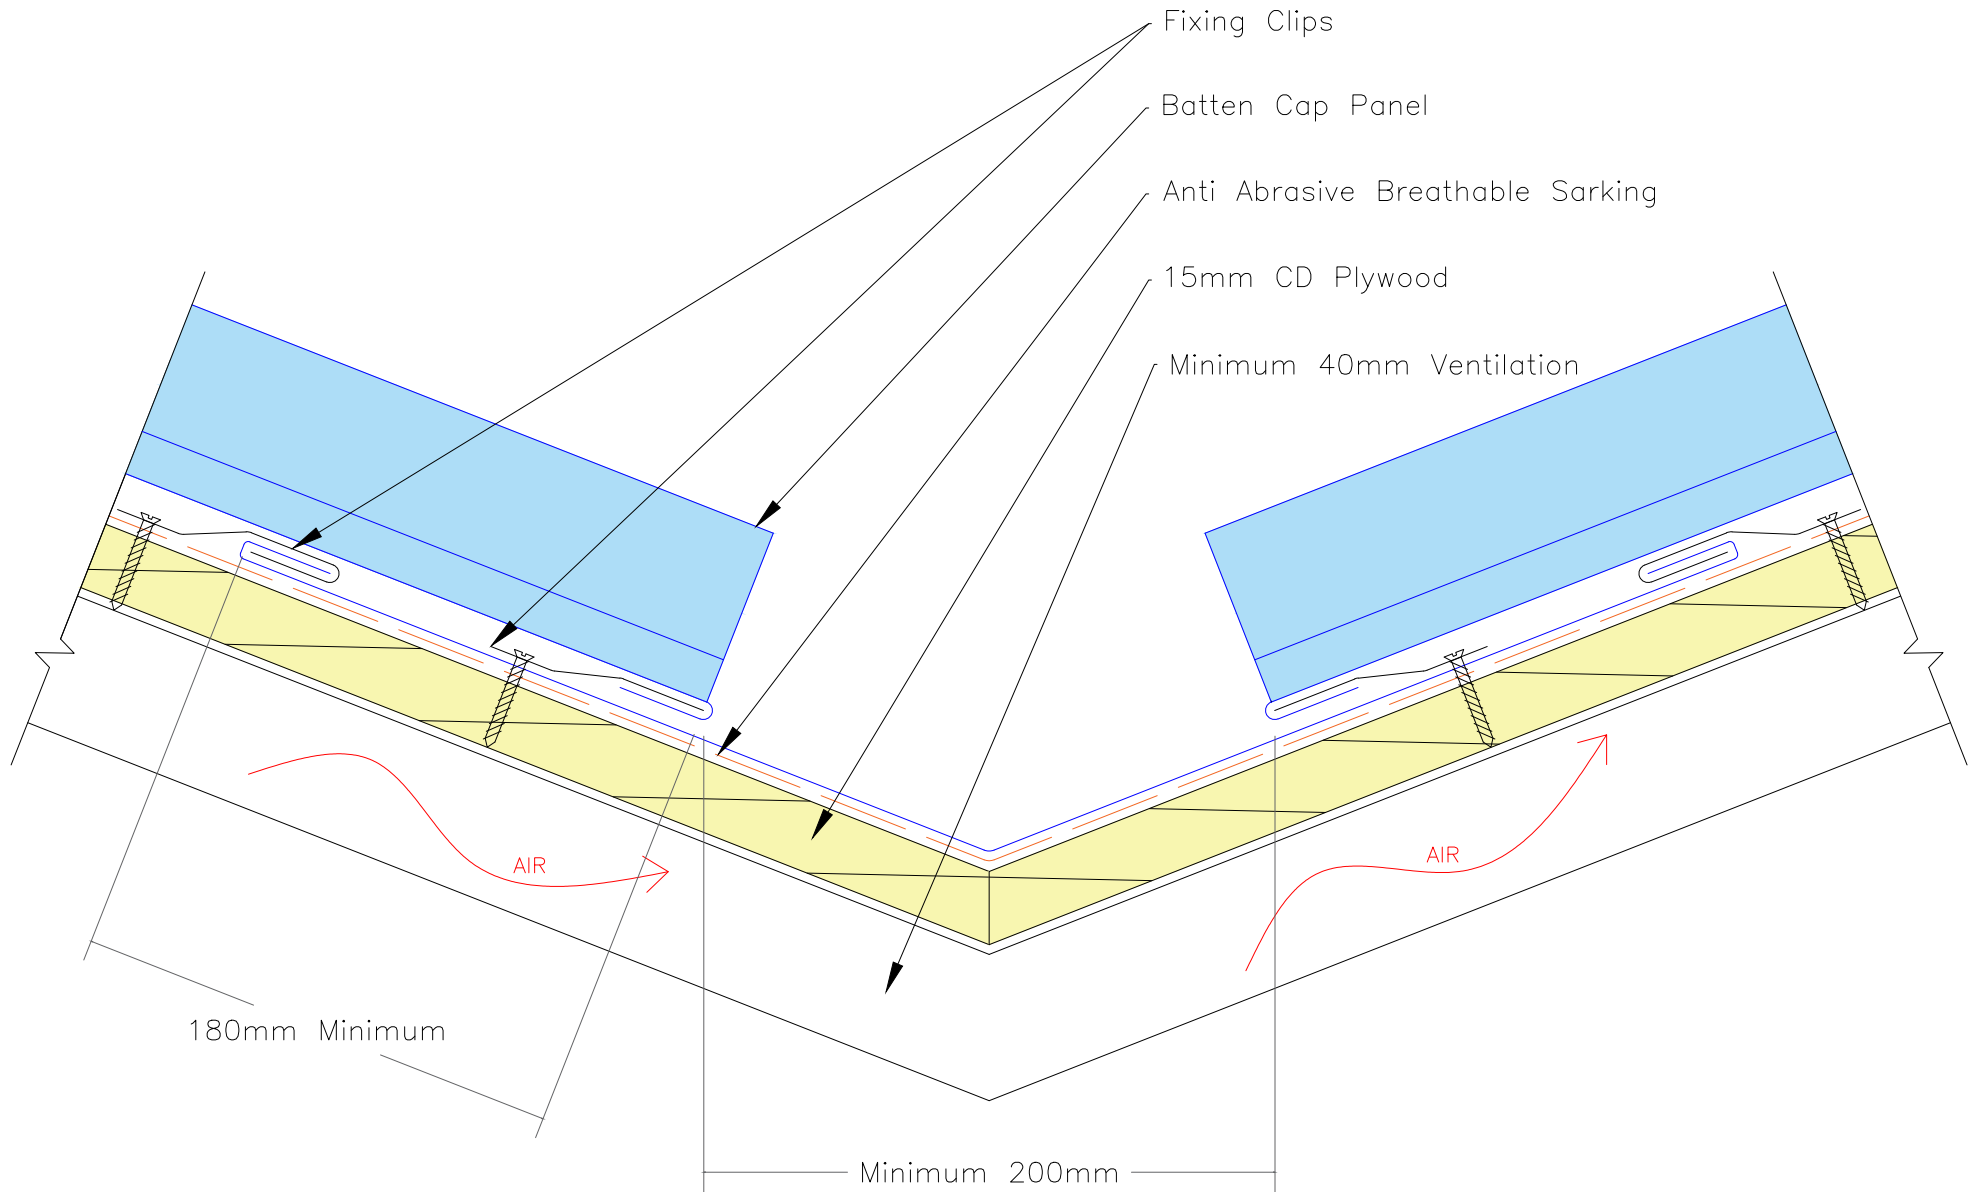 Fixing Clips
Batten Cap Panel
Anti Abrasive Breathable Sarking
15mm CD Plywood
Minimum 40mm Ventilation
AIR
AIR
180mm Minimum
Minimum 200mm